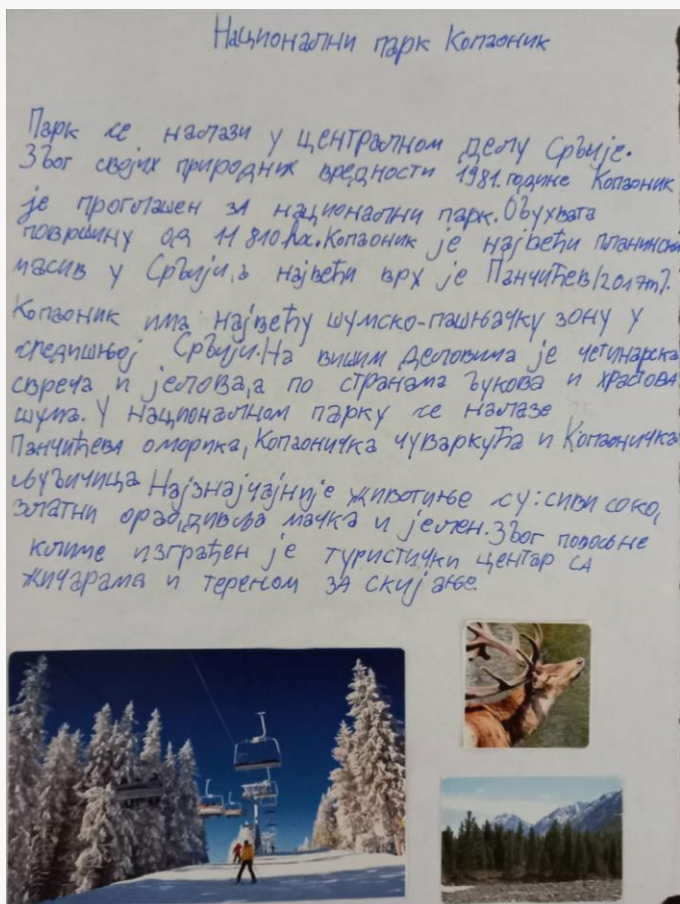 Национални парк Копаоник
Парк се налази у централном делу Србије.
Због својих природних вредности 1981. године Копаоник
је проглашен за национални парк. Обухвата
површину од 11 810 ha. Копаоник је највећи планински
масив у Србији, а највећи врх је Панчићев (2017m).
Копаоник има највећу шумско-пашњачку зону у
средишњој Србији. На вишим деловима је четинарска
смрча и јелова, а по странама букова и храстова
шума. У националном парку се налазе
Панчићева оморика, Копаоничка чуваркућа и Копаоничка
љубичица. Најзначајније животиње су: сиви соко,
златни орао, дивља мачка и јелен. Због повољне
климе изграђен је туристички центар са
жичарама и тереном за скијање.